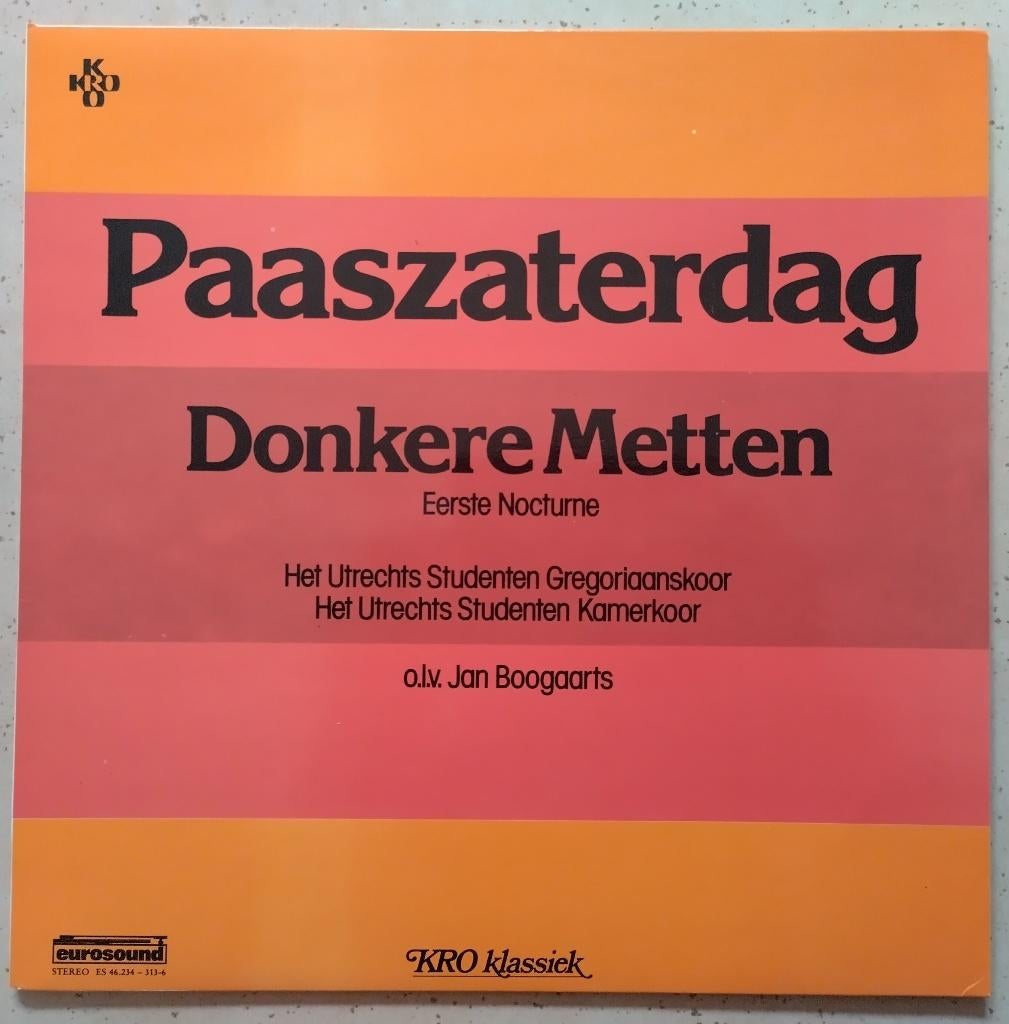 K
KRO
O
Paaszaterdag
Donkere Metten
Eerste Nocturne
Het Utrechts Studenten Gregoriaanskoor
Het Utrechts Studenten Kamerkoor
o.l.v. Jan Boogaarts
eurosound
STEREO ES 46.234 – 313-6
KRO klassiek